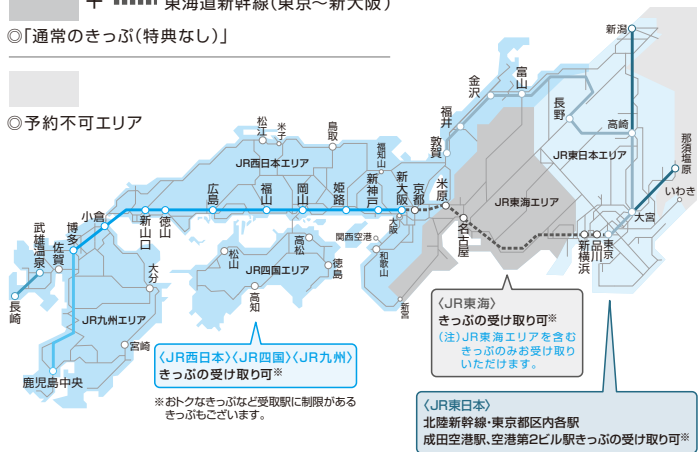 + 東海道新幹線(東京～新大阪)
◎「通常のきっぷ(特典なし)」
◎予約不可エリア
新潟
富山
金沢
長野
福井
高崎
那須塩原
敦賀
JR東日本エリア
いわき
松江
米子
鳥取
福知山
JR西日本エリア
大宮
広島
福山
岡山
姫路
新神戸
新大阪
大阪
京都
米原
JR東海エリア
名古屋
新横浜
品川
東京
小倉
博多
新山口
徳山
武雄温泉
佐賀
長崎
大分
JR九州エリア
宮崎
鹿児島中央
松山
高松
JR四国エリア
徳島
高知
関西空港
和歌山
新宮
〈JR西日本〉〈JR四国〉〈JR九州〉
きっぷの受け取り可※
※おトクなきっぷなど受取駅に制限がある
きっぷもございます。
〈JR東海〉
きっぷの受け取り可※
(注)JR東海エリアを含む
きっぷのみお受け取り
いただけます。
〈JR東日本〉
北陸新幹線・東京都区内各駅
成田空港駅、空港第2ビル駅きっぷの受け取り可※